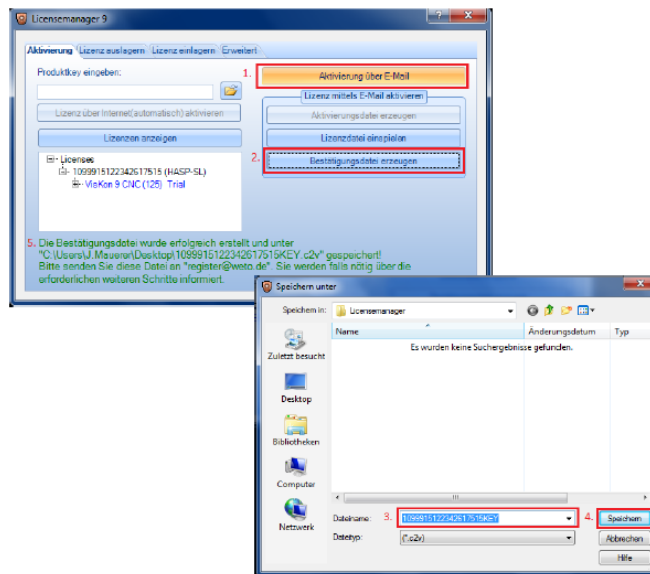 Licensemanager 9
Aktivierung Lizenz auslagern Lizenz einlagern Erweitert
Produktkey eingeben:
1. Aktivierung über E-Mail
Lizenz mittels E-Mail aktivieren
Lizenz über Internet(automatisch) aktivieren
Aktivierungsdatei erzeugen
Lizenzen anzeigen
Lizenzdatei einspielen
2. Bestätigungsdatei erzeugen
Licenses
1099915122342617515 (HASP-SL)
VisKon 9 CNC (125) Trial
5. Die Bestätigungsdatei wurde erfolgreich erstellt und unter
"C:\Users\J.Mauerer\Desktop\1099915122342617515KEY.c2v" gespeichert!
Bitte senden Sie diese Datei an "register@weto.de". Sie werden falls nötig über die
erforderlichen weiteren Schritte informiert.
Speichern unter
Speichern in: Licensemanager
Name Änderungsdatum Typ
Es wurden keine Suchergebnisse gefunden.
Zuletzt besucht
Desktop
Bibliotheken
Computer
Netzwerk
Dateiname: 3. 1099915122342617515KEY 4. Speichern
Dateityp: (*.c2v) Abbrechen
Hilfe